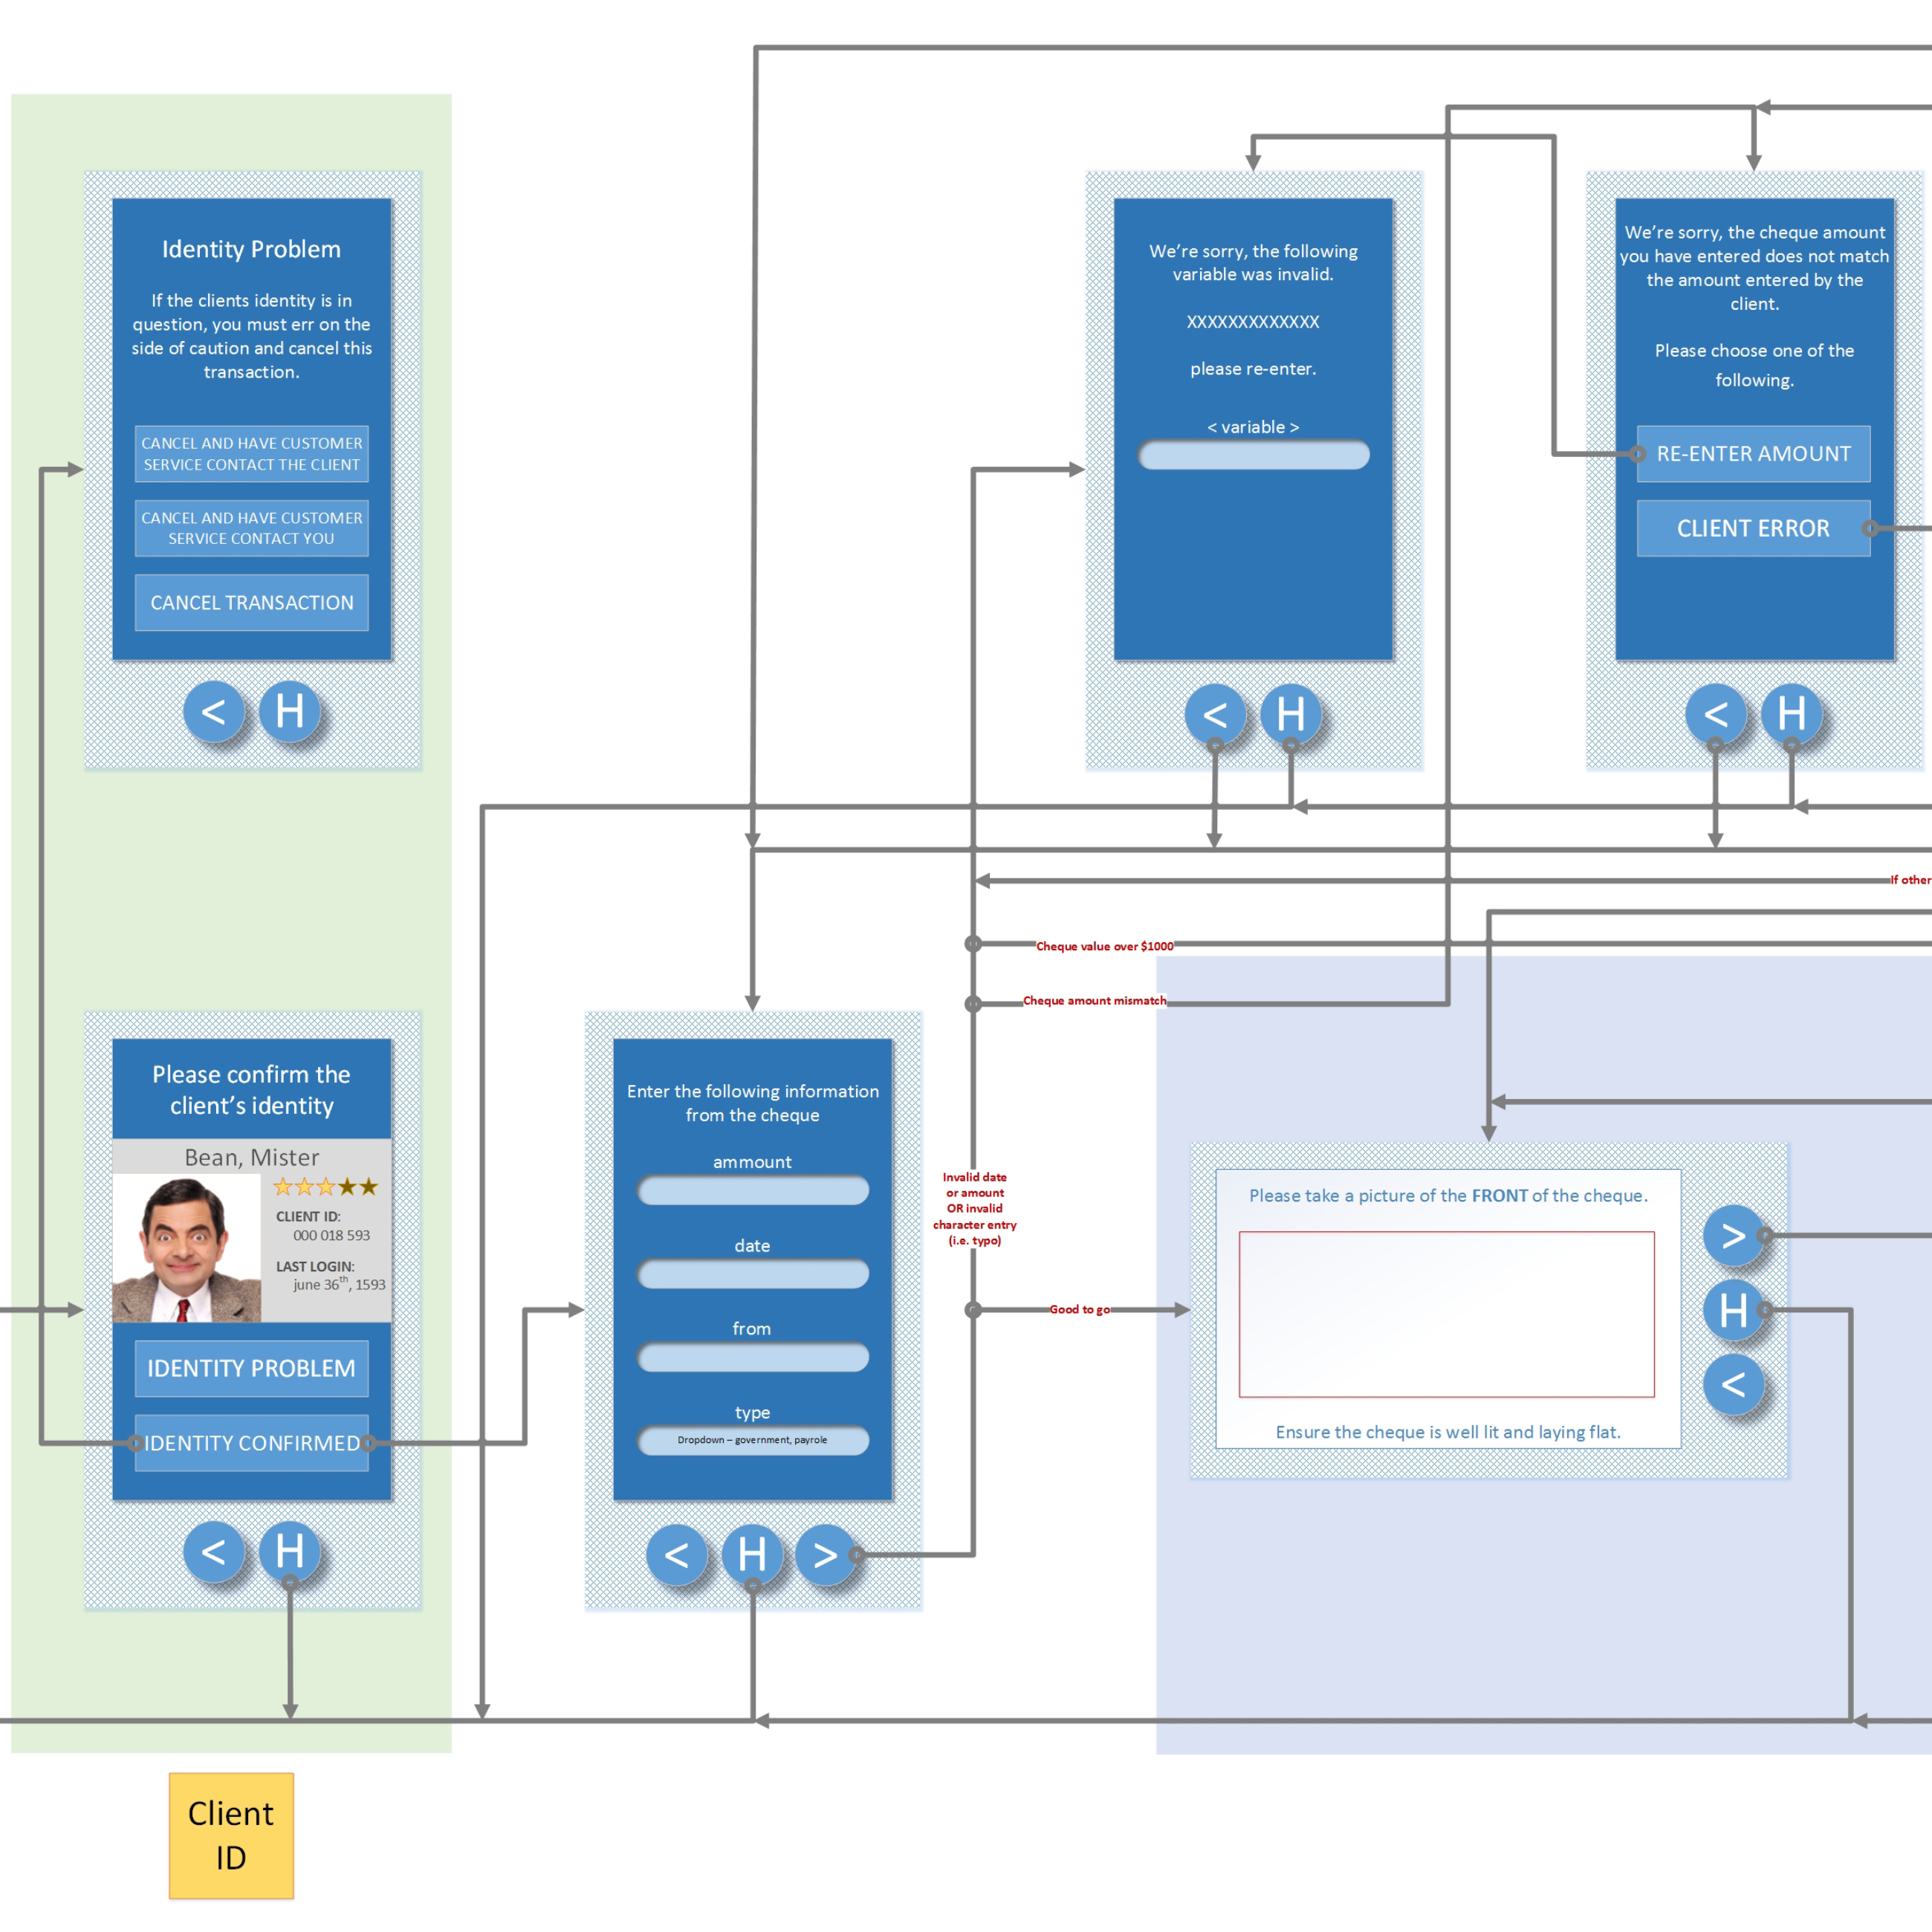 Identity Problem
If the clients identity is in
question, you must err on the
side of caution and cancel this
transaction.
CANCEL AND HAVE CUSTOMER
SERVICE CONTACT THE CLIENT
CANCEL AND HAVE CUSTOMER
SERVICE CONTACT YOU
CANCEL TRANSACTION
<
H
We're sorry, the following
variable was invalid.
XXXXXXXXXXXXX
please re-enter.
< variable >
<
H
We're sorry, the cheque amount
you have entered does not match
the amount entered by the
client.
Please choose one of the
following.
RE-ENTER AMOUNT
CLIENT ERROR
<
H
If other
Cheque value over $1000
Cheque amount mismatch
Please confirm the
client's identity
Bean, Mister
CLIENT ID:
000 018 593
LAST LOGIN:
june 36th, 1593
IDENTITY PROBLEM
IDENTITY CONFIRMED
<
H
Enter the following information
from the cheque
ammount
date
from
type
Dropdown – government, payrole
<
H
>
Invalid date
or amount
OR invalid
character entry
(i.e. typo)
Good to go
Please take a picture of the FRONT of the cheque.
Ensure the cheque is well lit and laying flat.
>
H
<
Client
ID